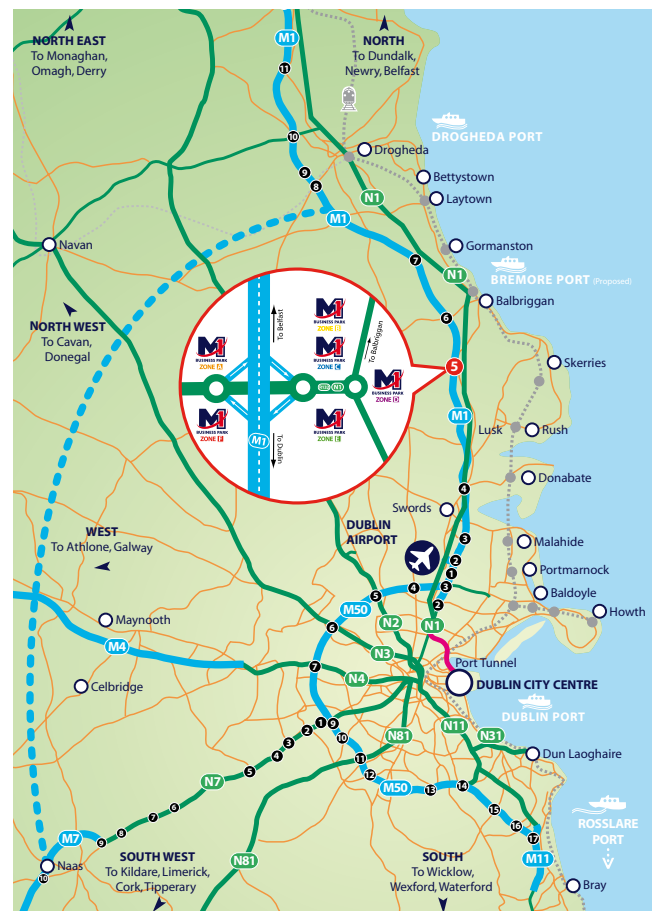 NORTH EAST
To Monaghan,
Omagh, Derry
M1
NORTH
To Dundalk,
Newry, Belfast
11
10
DROGHEDA PORT
Drogheda
9
8
Bettystown
N1
Laytown
M1
Navan
Gormanston
7
N1
BREMORE PORT (Proposed)
Balbriggan
NORTH WEST
To Cavan,
Donegal
6
To Belfast
M1
BUSINESS PARK
ZONE B
M1
BUSINESS PARK
ZONE A
M1
BUSINESS PARK
ZONE C
To Balbriggan
Skerries
5
N1
M1
BUSINESS PARK
ZONE D
M1
BUSINESS PARK
ZONE F
M1
BUSINESS PARK
ZONE E
M1
To Dublin
M1
Lusk
Rush
Donabate
4
Swords
DUBLIN
AIRPORT
WEST
To Athlone, Galway
3
Malahide
2
1
Portmarnock
3
4
5
2
Baldoyle
Howth
M50
Maynooth
N2
N1
6
M4
N3
7
N4
Port Tunnel
Celbridge
DUBLIN CITY CENTRE
DUBLIN PORT
1
9
2
10
3
4
5
N81
N11
N31
11
12
Dun Laoghaire
N7
M50
13
14
6
7
8
9
15
16
17
ROSSLARE
PORT
M7
M11
Naas
10
SOUTH WEST
To Kildare, Limerick,
Cork, Tipperary
N81
SOUTH
To Wicklow,
Wexford, Waterford
Bray